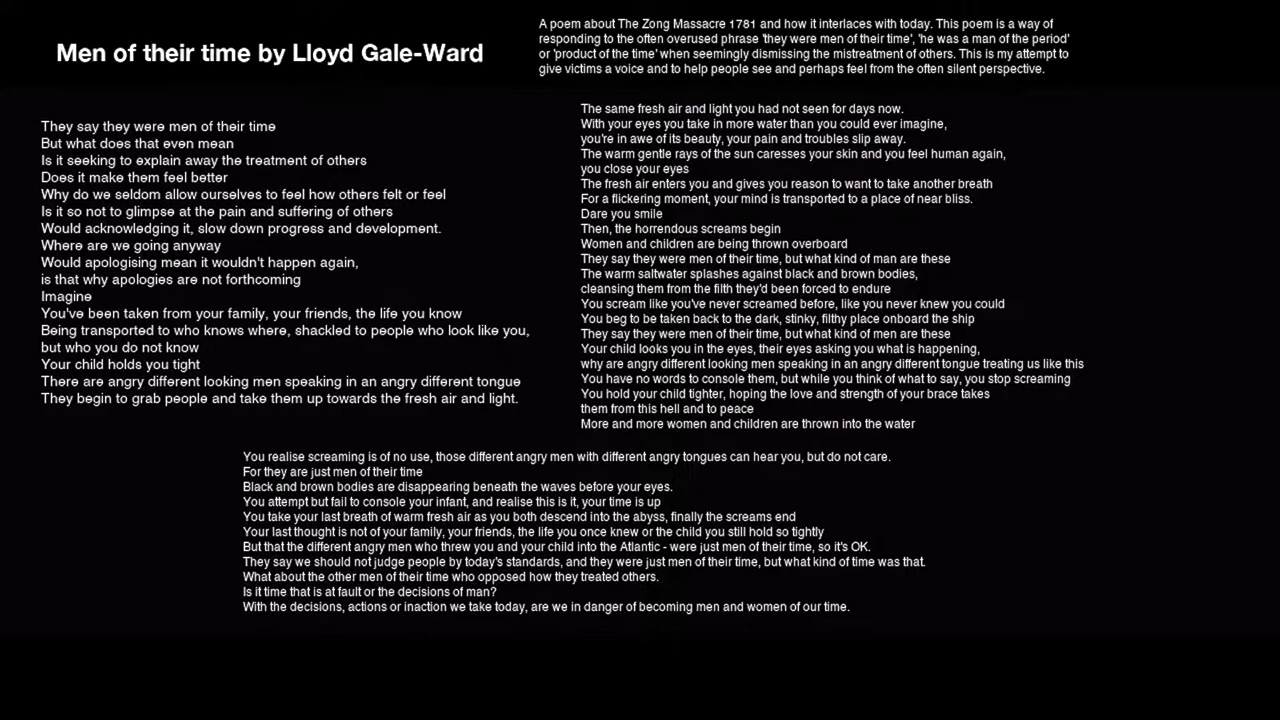 Men of their time by Lloyd Gale-Ward
A poem about The Zong Massacre 1781 and how it interlaces with today. This poem is a way of
responding to the often overused phrase 'they were men of their time', 'he was a man of the period'
or 'product of the time' when seemingly dismissing the mistreatment of others. This is my attempt to
give victims a voice and to help people see and perhaps feel from the often silent perspective.
They say they were men of their time
But what does that even mean
Is it seeking to explain away the treatment of others
Does it make them feel better
Why do we seldom allow ourselves to feel how others felt or feel
Is it so not to glimpse at the pain and suffering of others
Would acknowledging it, slow down progress and development.
Where are we going anyway
Would apologising mean it wouldn't happen again,
is that why apologies are not forthcoming
Imagine
You've been taken from your family, your friends, the life you know
Being transported to who knows where, shackled to people who look like you,
but who you do not know
Your child holds you tight
There are angry different looking men speaking in an angry different tongue
They begin to grab people and take them up towards the fresh air and light.
The same fresh air and light you had not seen for days now.
With your eyes you take in more water than you could ever imagine,
you're in awe of its beauty, your pain and troubles slip away.
The warm gentle rays of the sun caresses your skin and you feel human again,
you close your eyes
The fresh air enters you and gives you reason to want to take another breath
For a flickering moment, your mind is transported to a place of near bliss.
Dare you smile
Then, the horrendous screams begin
Women and children are being thrown overboard
They say they were men of their time, but what kind of man are these
The warm saltwater splashes against black and brown bodies,
cleansing them from the filth they'd been forced to endure
You scream like you've never screamed before, like you never knew you could
You beg to be taken back to the dark, stinky, filthy place onboard the ship
They say they were men of their time, but what kind of men are these
Your child looks you in the eyes, their eyes asking you what is happening,
why are angry different looking men speaking in an angry different tongue treating us like this
You have no words to console them, but while you think of what to say, you stop screaming
You hold your child tighter, hoping the love and strength of your brace takes
them from this hell and to peace
More and more women and children are thrown into the water
You realise screaming is of no use, those different angry men with different angry tongues can hear you, but do not care.
For they are just men of their time
Black and brown bodies are disappearing beneath the waves before your eyes.
You attempt but fail to console your infant, and realise this is it, your time is up
You take your last breath of warm fresh air as you both descend into the abyss, finally the screams end
Your last thought is not of your family, your friends, the life you once knew or the child you still hold so tightly
But that the different angry men who threw you and your child into the Atlantic - were just men of their time, so it's OK.
They say we should not judge people by today's standards, and they were just men of their time, but what kind of time was that.
What about the other men of their time who opposed how they treated others.
Is it time that is at fault or the decisions of man?
With the decisions, actions or inaction we take today, are we in danger of becoming men and women of our time.